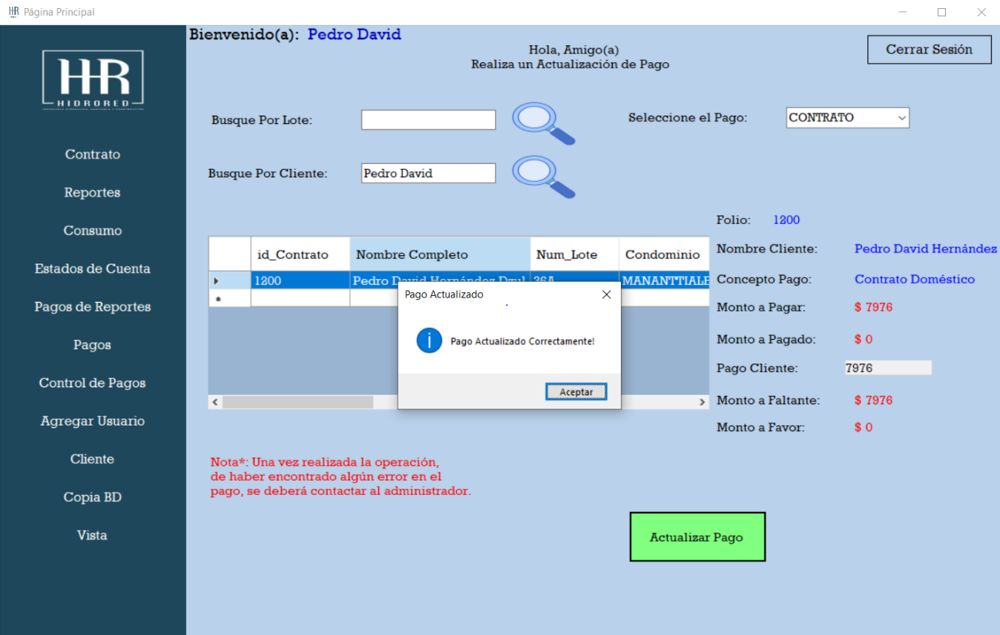 HR Página Principal
HR
HIDRORED
Contrato
Reportes
Consumo
Estados de Cuenta
Pagos de Reportes
Pagos
Control de Pagos
Agregar Usuario
Cliente
Copia BD
Vista
Bienvenido(a): Pedro David
Hola, Amigo(a)
Realiza un Actualización de Pago
Cerrar Sesión
Busque Por Lote:
Seleccione el Pago: CONTRATO
Busque Por Cliente: Pedro David
id_Contrato Nombre Completo Num_Lote Condominio
1200 Pedro David Hernández Dzul 36A MANANTTIALE
Pago Actualizado
Pago Actualizado Correctamente!
Aceptar
Folio: 1200
Nombre Cliente: Pedro David Hernández
Concepto Pago: Contrato Doméstico
Monto a Pagar: $ 7976
Monto a Pagado: $ 0
Pago Cliente: 7976
Monto a Faltante: $ 7976
Monto a Favor: $ 0
Nota*: Una vez realizada la operación,
de haber encontrado algún error en el
pago, se deberá contactar al administrador.
Actualizar Pago